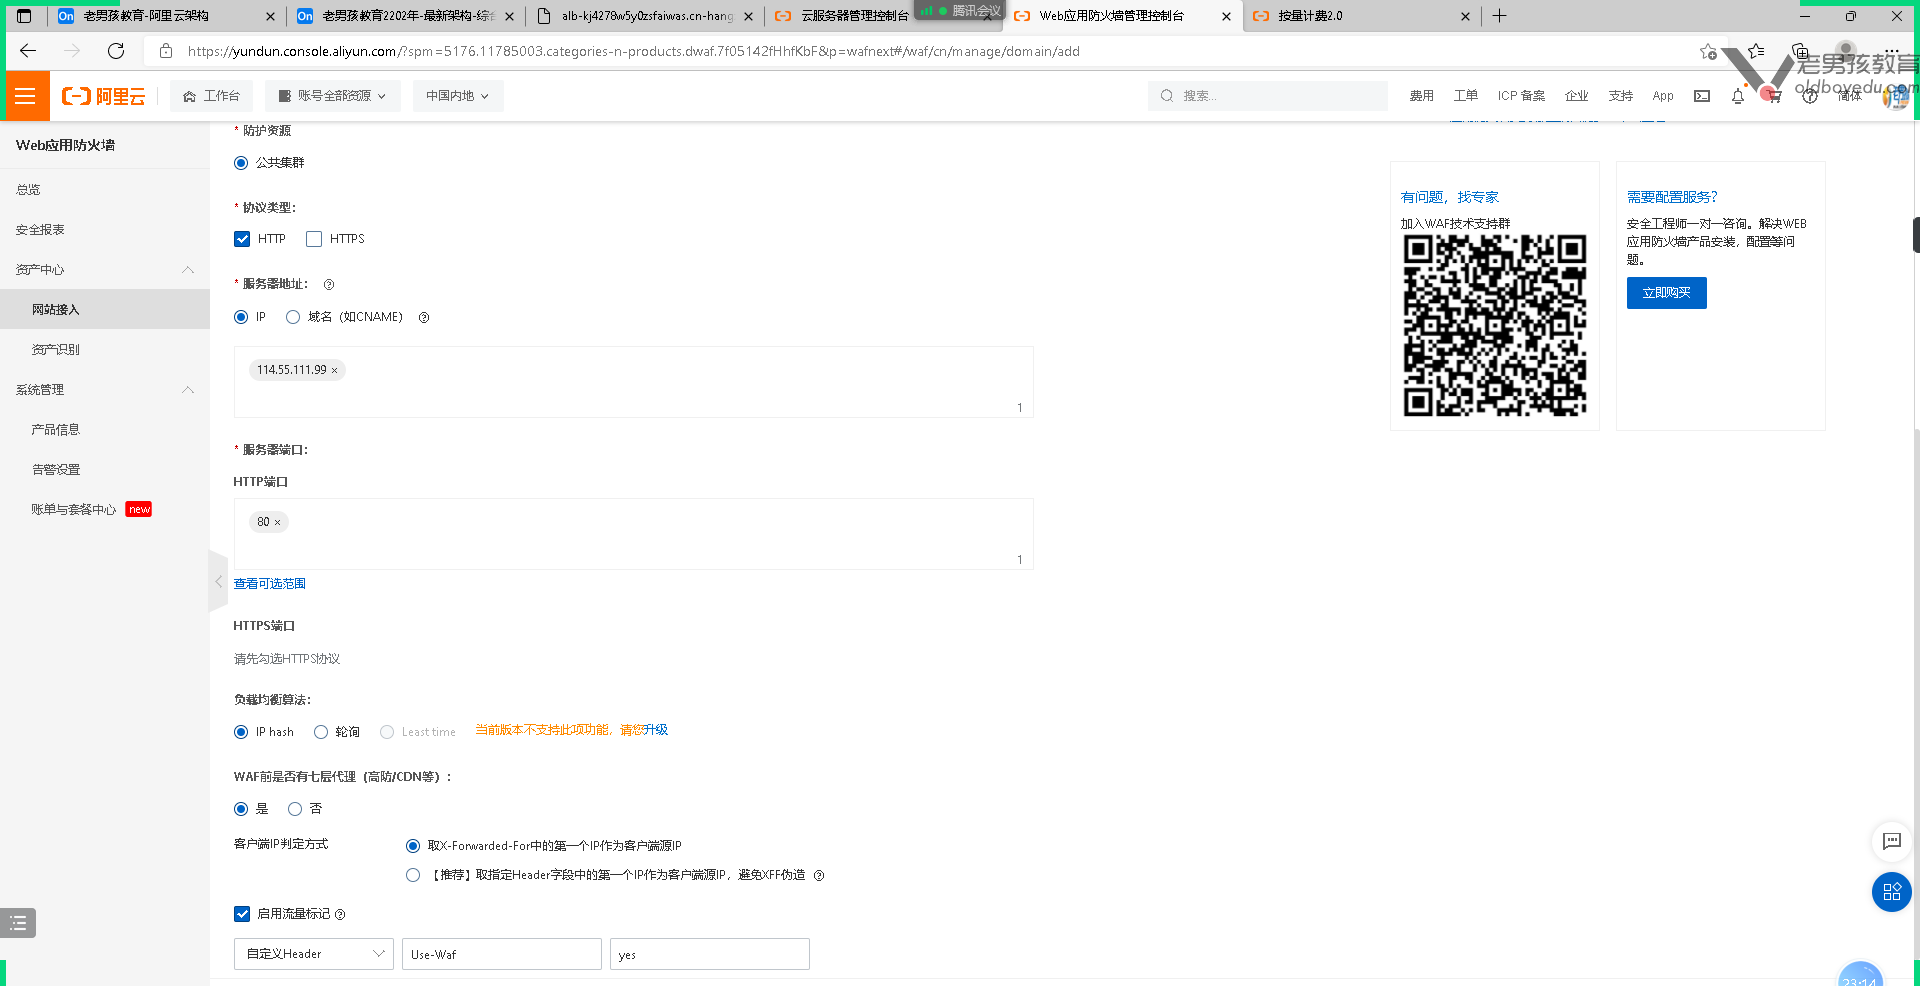 老男孩教育-阿里云架构
老男孩教育2202年-最新架构-综合
alb-kj4278w5y0zsfaiwas.cn-hang
云服务器管理控制台
腾讯会议
Web应用防火墙管理控制台
按量计费2.0
https://yundun.console.aliyun.com/?spm=5176.11785003.categories-n-products.dwaf.7f05142fHhfKbF&p=wafnext#/waf/cn/manage/domain/add
老男孩教育
oldboyedu.com
阿里云
工作台
账号全部资源
中国内地
搜索...
费用
工单
ICP 备案
企业
支持
App
简体
Web应用防火墙
总览
安全报表
资产中心
网站接入
资产识别
系统管理
产品信息
告警设置
账单与套餐中心 new
* 防护资源
公共集群
* 协议类型：
HTTP
HTTPS
* 服务器地址：
IP
域名（如CNAME）
114.55.111.99 ×
1
* 服务器端口：
HTTP端口
80 ×
1
查看可选范围
HTTPS端口
请先勾选HTTPS协议
负载均衡算法：
IP hash
轮询
Least time
当前版本不支持此项功能，请您升级
WAF前是否有七层代理（高防/CDN等）：
是
否
客户端IP判定方式
取X-Forwarded-For中的第一个IP作为客户端源IP
【推荐】取指定Header字段中的第一个IP作为客户端源IP，避免XFF伪造
启用流量标记
自定义Header
Use-Waf
yes
有问题，找专家
加入WAF技术支持群
需要配置服务?
安全工程师一对一咨询。解决WEB
应用防火墙产品安装，配置等问
题。
立即购买
23:14